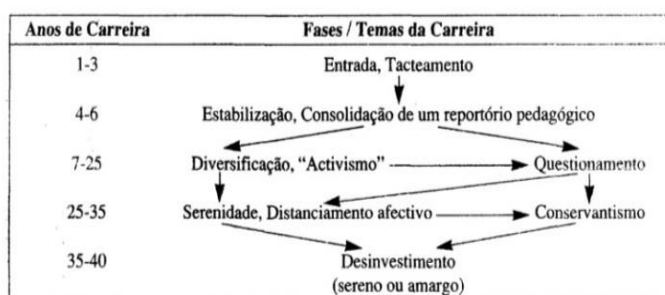 Anos de Carreira Fases / Temas da Carreira
1-3 Entrada, Tacteamento
4-6 Estabilização, Consolidação de um reportório pedagógico
7-25 Diversificação, “Activismo” Questionamento
25-35 Serenidade, Distanciamento afectivo Conservantismo
35-40 Desinvestimento
(sereno ou amargo)